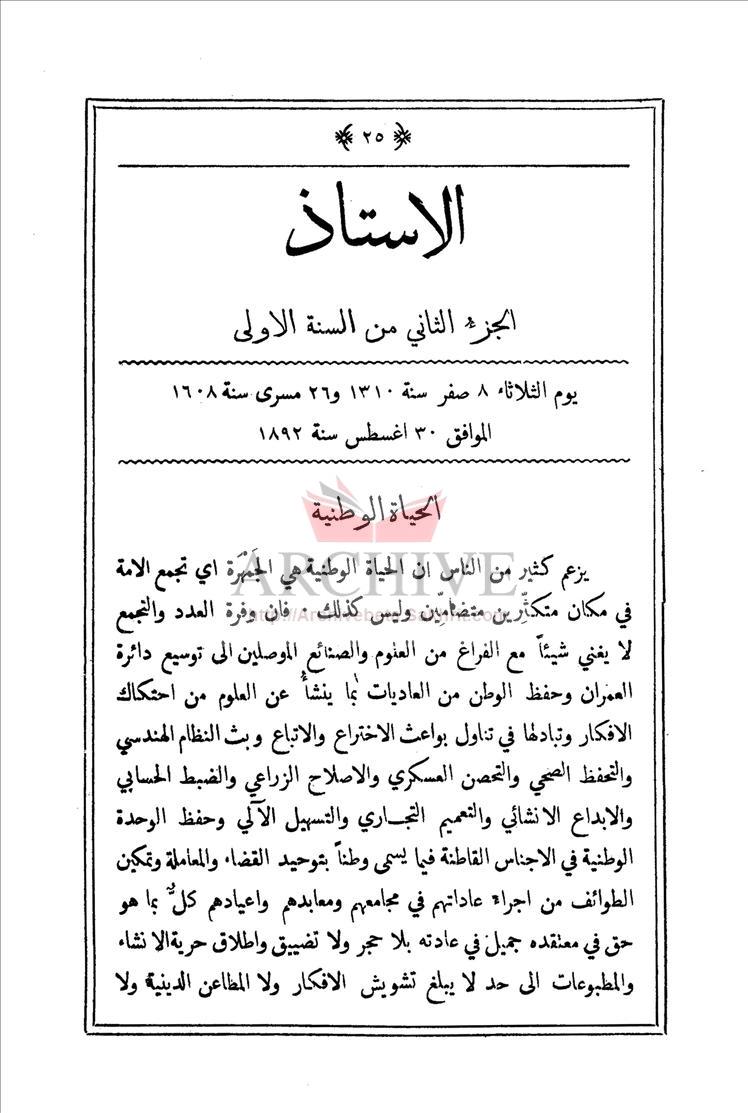 ﴿ ٢٥ ﴾
الاستاذ
الجزء الثاني من السنة الاولى
يوم الثلاثاء ٨ صفر سنة ١٣١٠ و٢٦ مسرى سنة ١٦٠٨
الموافق ٣٠ اغسطس سنة ١٨٩٢
الحياة الوطنية
ARCHIVE
يزعم كثير من الناس ان الحياة الوطنية هي الجَمْهَرة اي تجمع الامة
في مكان متكثّرين متضامّين وليس كذلك . فان وفرة العدد والتجمع
لا يغني شيئاً مع الفراغ من العلوم والصنائع الموصلين الى توسيع دائرة
العمران وحفظ الوطن من العاديات بما ينشأ عن العلوم من احتكاك
الافكار وتبادلها في تناول بواعث الاختراع والاتباع وبث النظام الهندسي
والتحفظ الصحي والتحصن العسكري والاصلاح الزراعي والضبط الحسابي
والابداع الانشائي والتعميم التجاري والتسهيل الآلي وحفظ الوحدة
الوطنية في الاجناس القاطنة فيما يسمى وطناً بتوحيد القضاء والمعاملة وتمكين
الطوائف من اجراء عاداتهم في مجامعهم ومعابدهم واعيادهم كلٌّ بما هو
حق في معتقده جميل في عادته بلا حجر ولا تضييق واطلاق حرية الانشاء
والمطبوعات الى حد لا يبلغ تشويش الافكار ولا المطاعن الدينية ولا